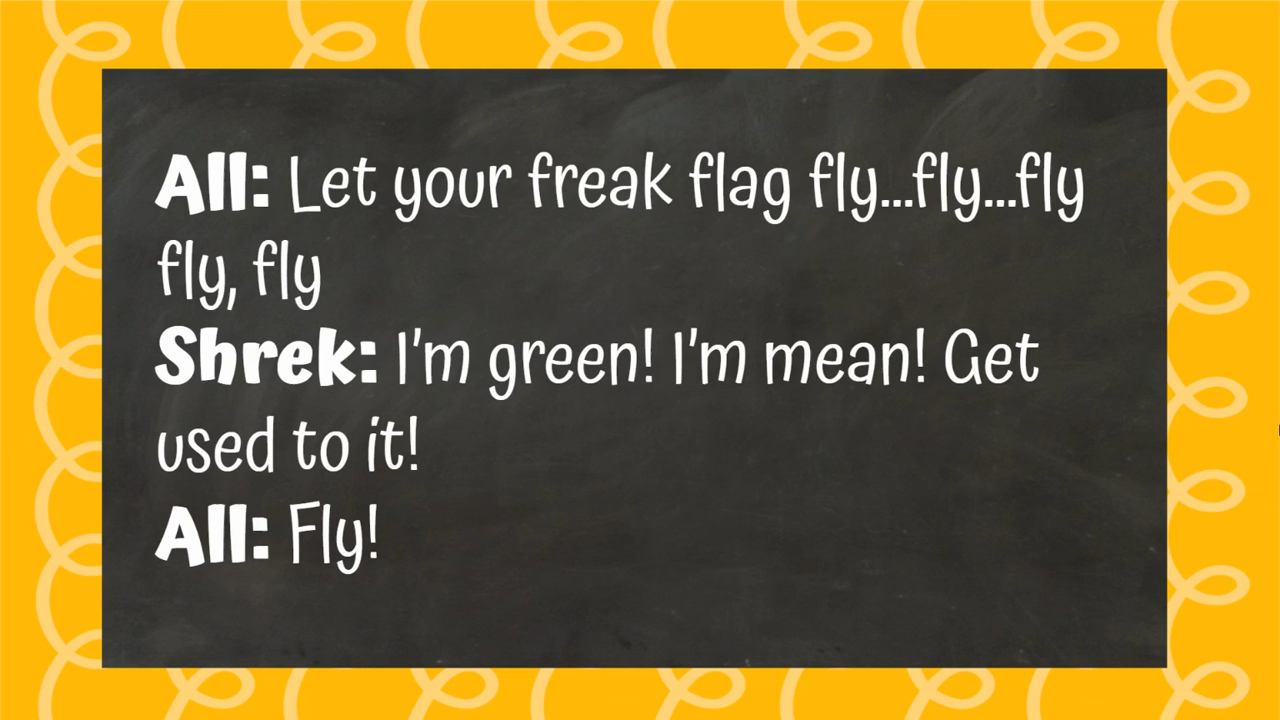 All: Let your freak flag fly...fly...fly
fly, fly
Shrek: I'm green! I'm mean! Get
used to it!
All: Fly!